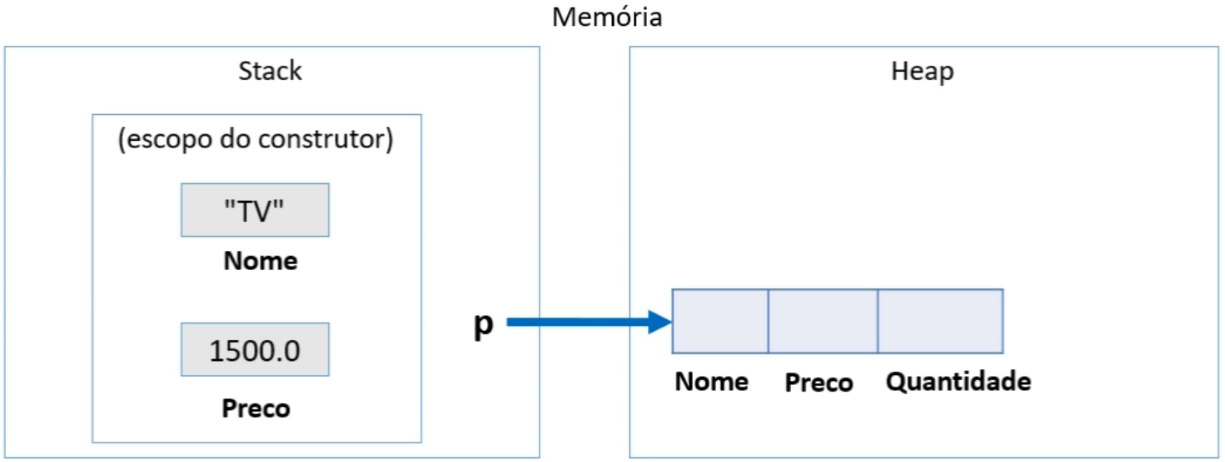 Memória
Stack
(escopo do construtor)
"TV"
Nome
1500.0
Preco
p
Heap
Nome Preco Quantidade